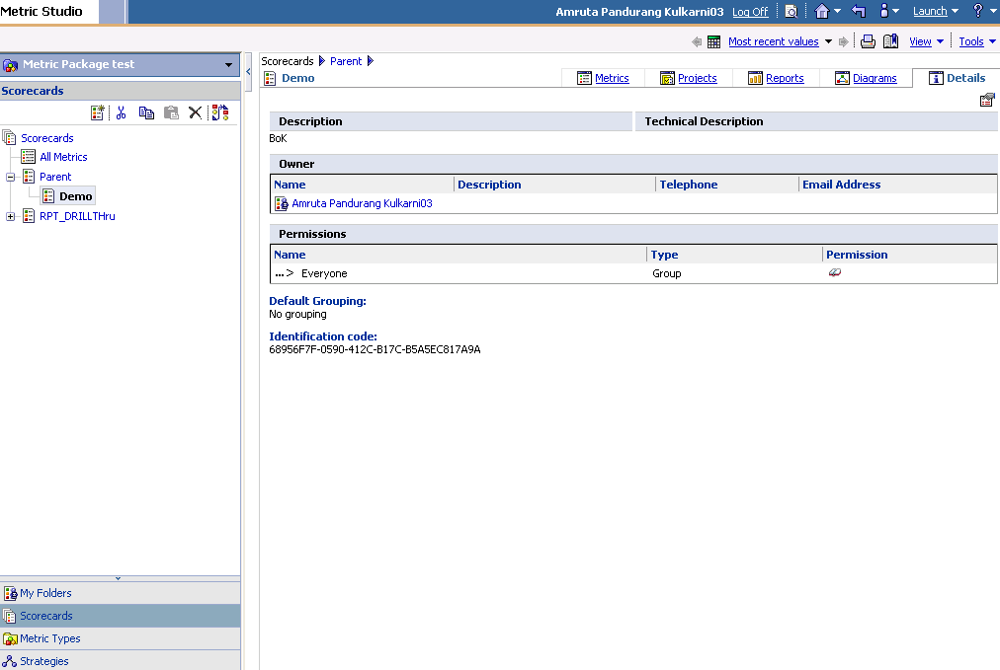 Metric Studio
Amruta Pandurang Kulkarni03 Log Off Launch ?
Most recent values View Tools
Metric Package test
Scorecards
Scorecards
All Metrics
Parent
Demo
RPT_DRILLTHru
My Folders
Scorecards
Metric Types
Strategies
Scorecards Parent
Demo
Metrics Projects Reports Diagrams Details
Description Technical Description
BoK
Owner
Name Description Telephone Email Address
Amruta Pandurang Kulkarni03
Permissions
Name Type Permission
...> Everyone Group
Default Grouping:
No grouping
Identification code:
68956F7F-0590-412C-B17C-B5A5EC817A9A